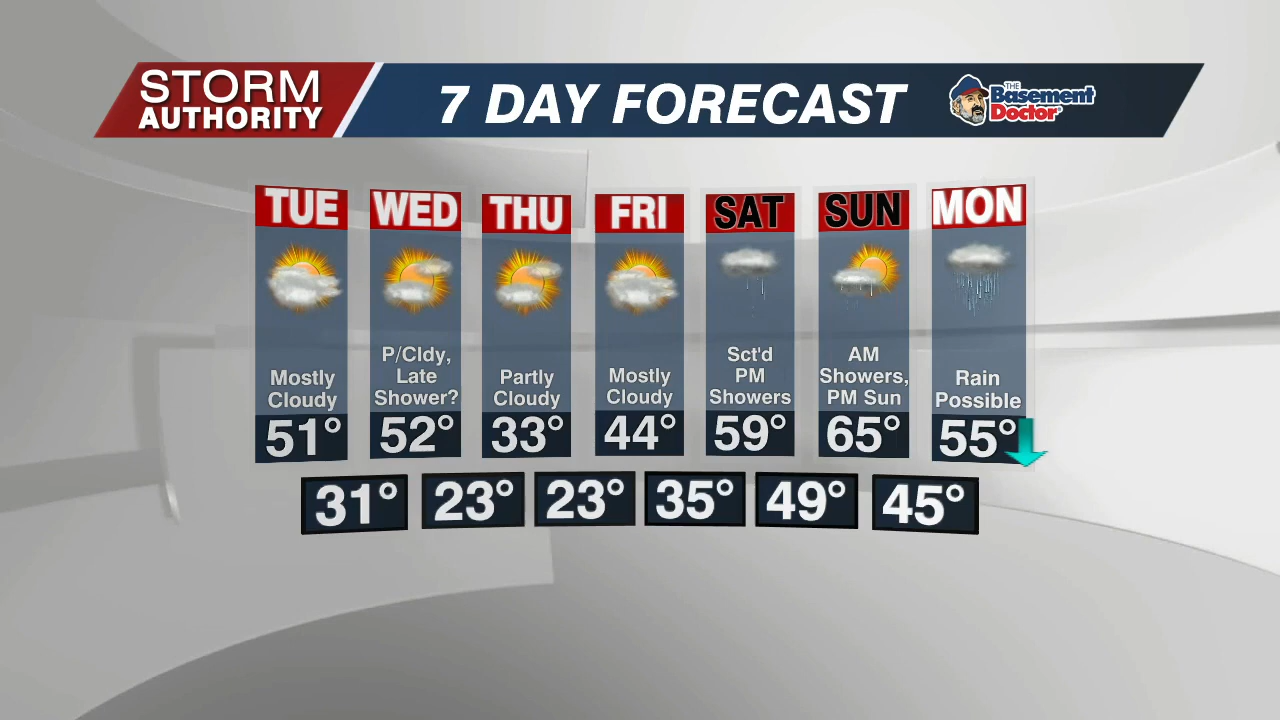 STORM
AUTHORITY
7 DAY FORECAST
THE
Basement
Doctor
TUE
Mostly
Cloudy
51°
WED
P/Cldy,
Late
Shower?
52°
THU
Partly
Cloudy
33°
FRI
Mostly
Cloudy
44°
SAT
Sct'd
PM
Showers
59°
SUN
AM
Showers,
PM Sun
65°
MON
Rain
Possible
55°
31°
23°
23°
35°
49°
45°